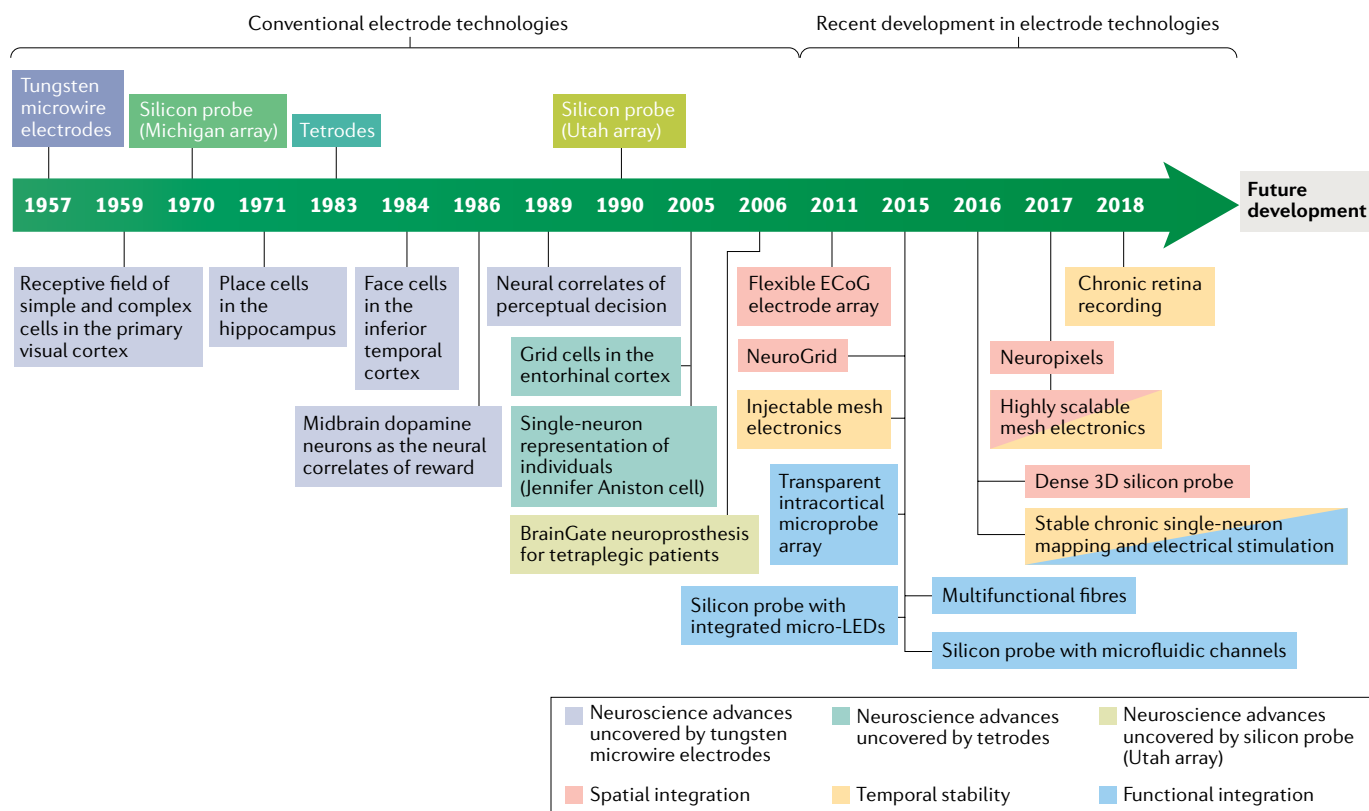 Conventional electrode technologies
Recent development in electrode technologies
Tungsten
microwire
electrodes
Silicon probe
(Michigan array)
Tetrodes
Silicon probe
(Utah array)
1957
1959
1970
1971
1983
1984
1986
1989
1990
2005
2006
2011
2015
2016
2017
2018
Future
development
Receptive field of
simple and complex
cells in the primary
visual cortex
Place cells
in the
hippocampus
Face cells
in the
inferior
temporal
cortex
Midbrain dopamine
neurons as the neural
correlates of reward
Neural correlates of
perceptual decision
Grid cells in the
entorhinal cortex
Single-neuron
representation of
individuals
(Jennifer Aniston cell)
BrainGate neuroprosthesis
for tetraplegic patients
Flexible ECoG
electrode array
NeuroGrid
Injectable mesh
electronics
Transparent
intracortical
microprobe
array
Silicon probe with
integrated micro-LEDs
Multifunctional fibres
Silicon probe with microfluidic channels
Chronic retina
recording
Neuropixels
Highly scalable
mesh electronics
Dense 3D silicon probe
Stable chronic single-neuron
mapping and electrical stimulation
Neuroscience advances
uncovered by tungsten
microwire electrodes
Neuroscience advances
uncovered by tetrodes
Neuroscience advances
uncovered by silicon probe
(Utah array)
Spatial integration
Temporal stability
Functional integration